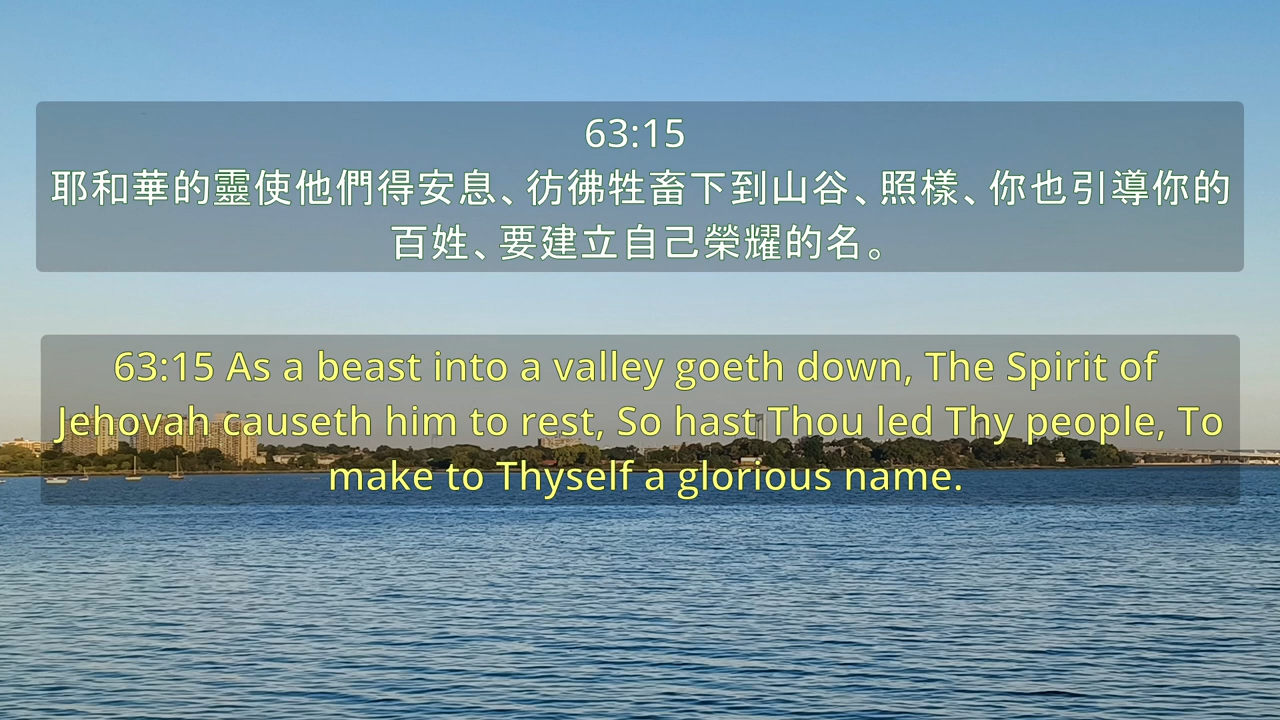 63:15
耶和華的靈使他們得安息、彷彿牲畜下到山谷、照樣、你也引導你的
百姓、要建立自己榮耀的名。
63:15 As a beast into a valley goeth down, The Spirit of
Jehovah causeth him to rest, So hast Thou led Thy people, To
make to Thyself a glorious name.